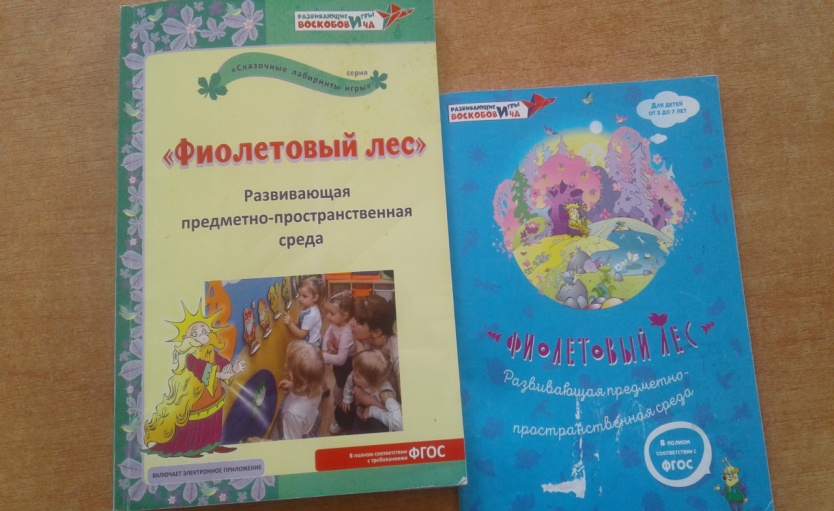 РАЗВИВАЮЩИЕ ИГРЫ
ВОСКОБОВИЧА
«Сказочные лабиринты игры»
серия
«Фиолетовый лес»
Развивающая
предметно-пространственная
среда
В полном соответствии
с требованиями ФГОС
ВКЛЮЧАЕТ ЭЛЕКТРОННОЕ ПРИЛОЖЕНИЕ
РАЗВИВАЮЩИЕ ИГРЫ
ВОСКОБОВИЧА
Для детей
от 3 до 7 лет
«Фиолетовый лес»
Развивающая предметно-
пространственная среда
В полном
соответствии с
ФГОС